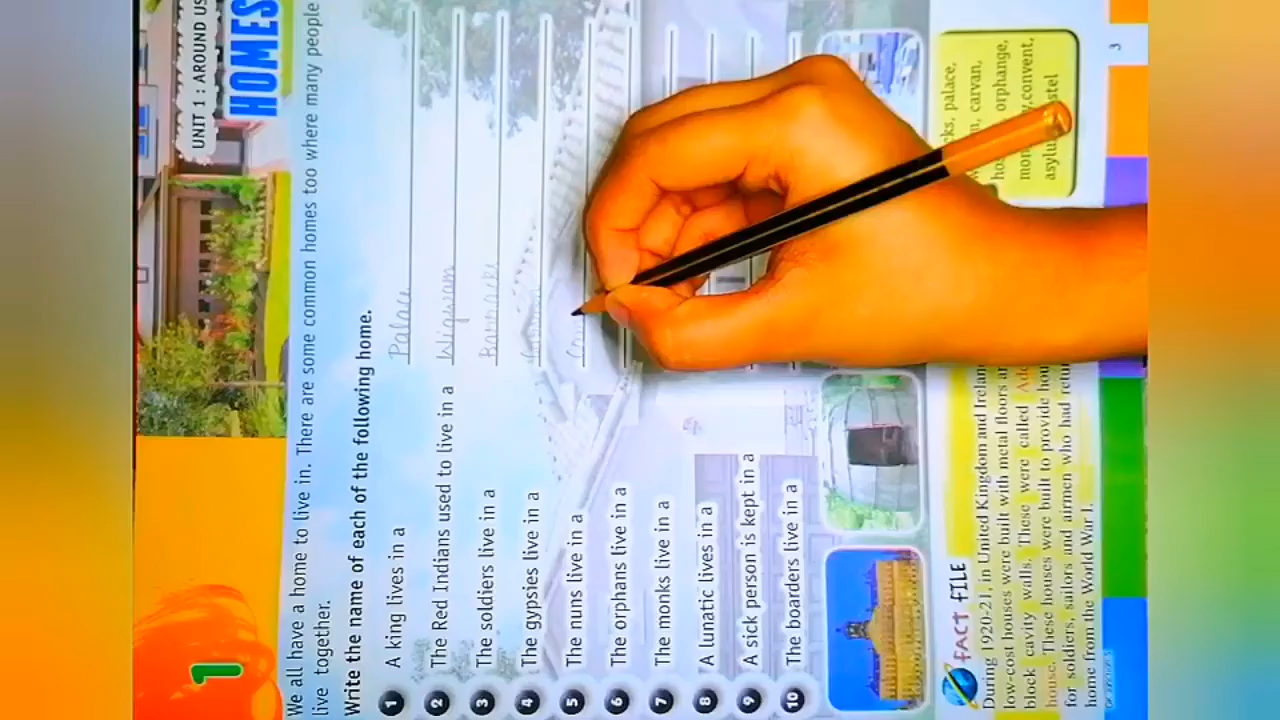 1
UNIT 1 : AROUND US
HOMES
We all have a home to live in. There are some common homes too where many people
live together.
Write the name of each of the following home.
1 A king lives in a Palace
2 The Red Indians used to live in a Wigwam
3 The soldiers live in a Barracks
4 The gypsies live in a
5 The nuns live in a Con
6 The orphans live in a
7 The monks live in a
8 A lunatic lives in a
9 A sick person is kept in a
10 The boarders live in a
palace,
carvan,
orphange,
convent,
FACT FILE
During 1920-21, in United Kingdom and
low-cost houses were built with metal floors
block cavity walls. These were called
house. These houses were built to provide
for soldiers, sailors and airmen who had
home from the World War I.
3